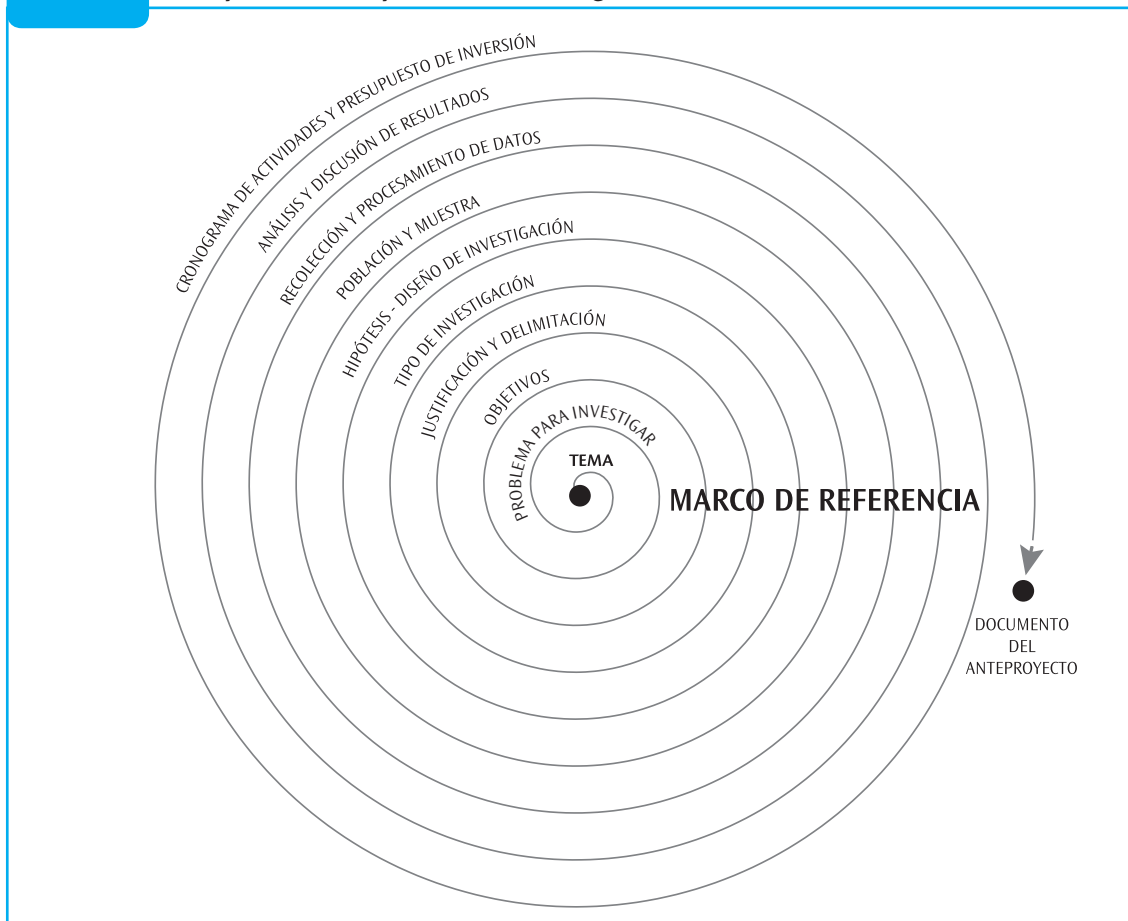 CRONOGRAMA DE ACTIVIDADES Y PRESUPUESTO DE INVERSIÓN
ANÁLISIS Y DISCUSIÓN DE RESULTADOS
RECOLECCIÓN Y PROCESAMIENTO DE DATOS
POBLACIÓN Y MUESTRA
HIPÓTESIS - DISEÑO DE INVESTIGACIÓN
TIPO DE INVESTIGACIÓN
JUSTIFICACIÓN Y DELIMITACIÓN
OBJETIVOS
PROBLEMA PARA INVESTIGAR
TEMA
MARCO DE REFERENCIA
DOCUMENTO
DEL
ANTEPROYECTO